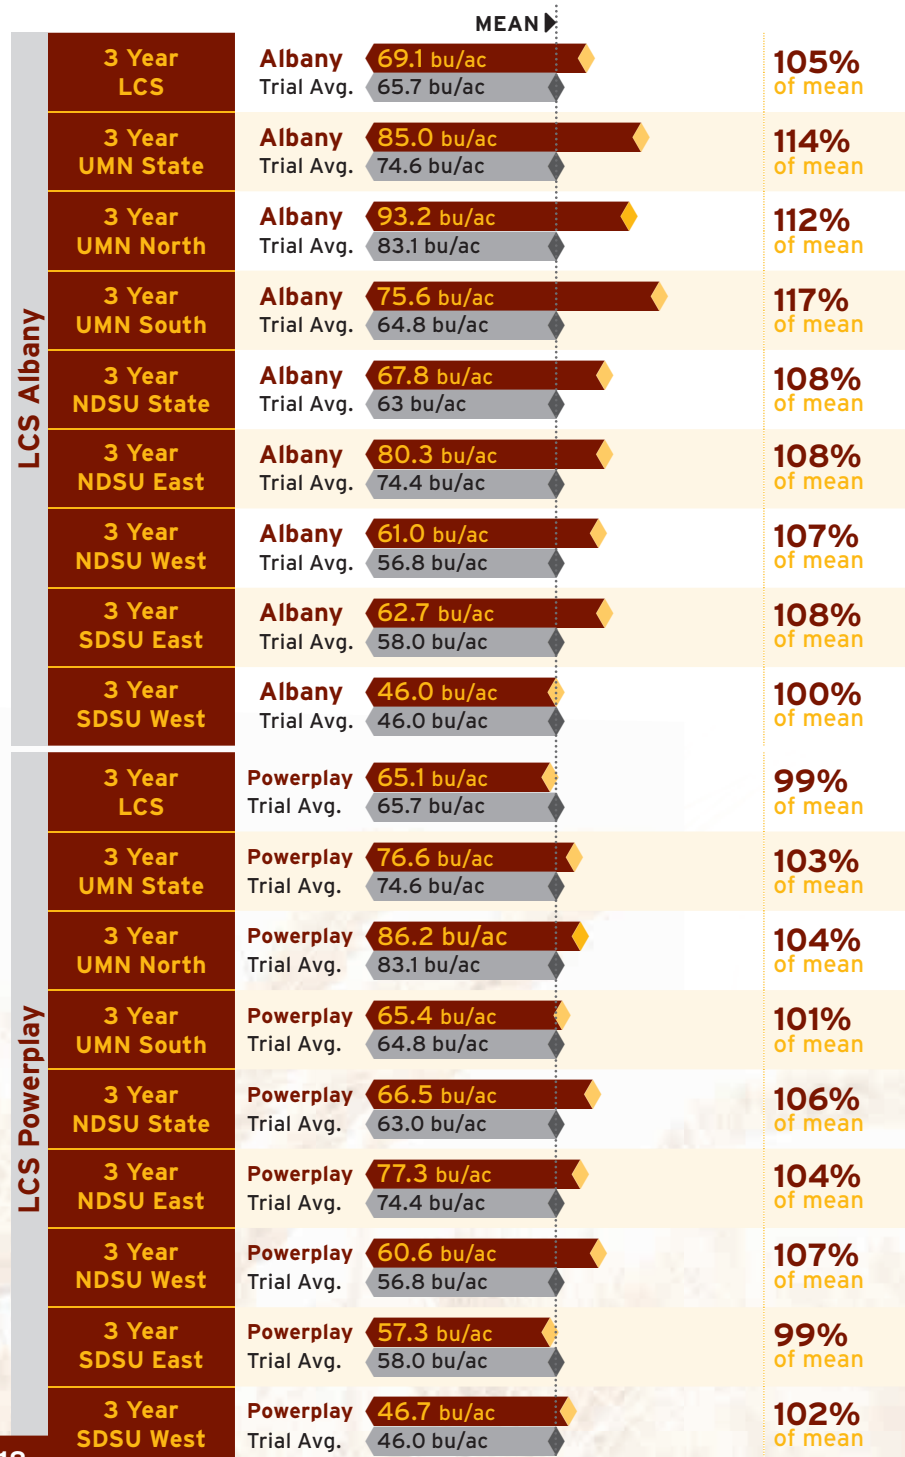 MEAN
LCS Albany
3 Year
LCS
Albany 69.1 bu/ac
Trial Avg. 65.7 bu/ac
105%
of mean
3 Year
UMN State
Albany 85.0 bu/ac
Trial Avg. 74.6 bu/ac
114%
of mean
3 Year
UMN North
Albany 93.2 bu/ac
Trial Avg. 83.1 bu/ac
112%
of mean
3 Year
UMN South
Albany 75.6 bu/ac
Trial Avg. 64.8 bu/ac
117%
of mean
3 Year
NDSU State
Albany 67.8 bu/ac
Trial Avg. 63 bu/ac
108%
of mean
3 Year
NDSU East
Albany 80.3 bu/ac
Trial Avg. 74.4 bu/ac
108%
of mean
3 Year
NDSU West
Albany 61.0 bu/ac
Trial Avg. 56.8 bu/ac
107%
of mean
3 Year
SDSU East
Albany 62.7 bu/ac
Trial Avg. 58.0 bu/ac
108%
of mean
3 Year
SDSU West
Albany 46.0 bu/ac
Trial Avg. 46.0 bu/ac
100%
of mean
LCS Powerplay
3 Year
LCS
Powerplay 65.1 bu/ac
Trial Avg. 65.7 bu/ac
99%
of mean
3 Year
UMN State
Powerplay 76.6 bu/ac
Trial Avg. 74.6 bu/ac
103%
of mean
3 Year
UMN North
Powerplay 86.2 bu/ac
Trial Avg. 83.1 bu/ac
104%
of mean
3 Year
UMN South
Powerplay 65.4 bu/ac
Trial Avg. 64.8 bu/ac
101%
of mean
3 Year
NDSU State
Powerplay 66.5 bu/ac
Trial Avg. 63.0 bu/ac
106%
of mean
3 Year
NDSU East
Powerplay 77.3 bu/ac
Trial Avg. 74.4 bu/ac
104%
of mean
3 Year
NDSU West
Powerplay 60.6 bu/ac
Trial Avg. 56.8 bu/ac
107%
of mean
3 Year
SDSU East
Powerplay 57.3 bu/ac
Trial Avg. 58.0 bu/ac
99%
of mean
3 Year
SDSU West
Powerplay 46.7 bu/ac
Trial Avg. 46.0 bu/ac
102%
of mean